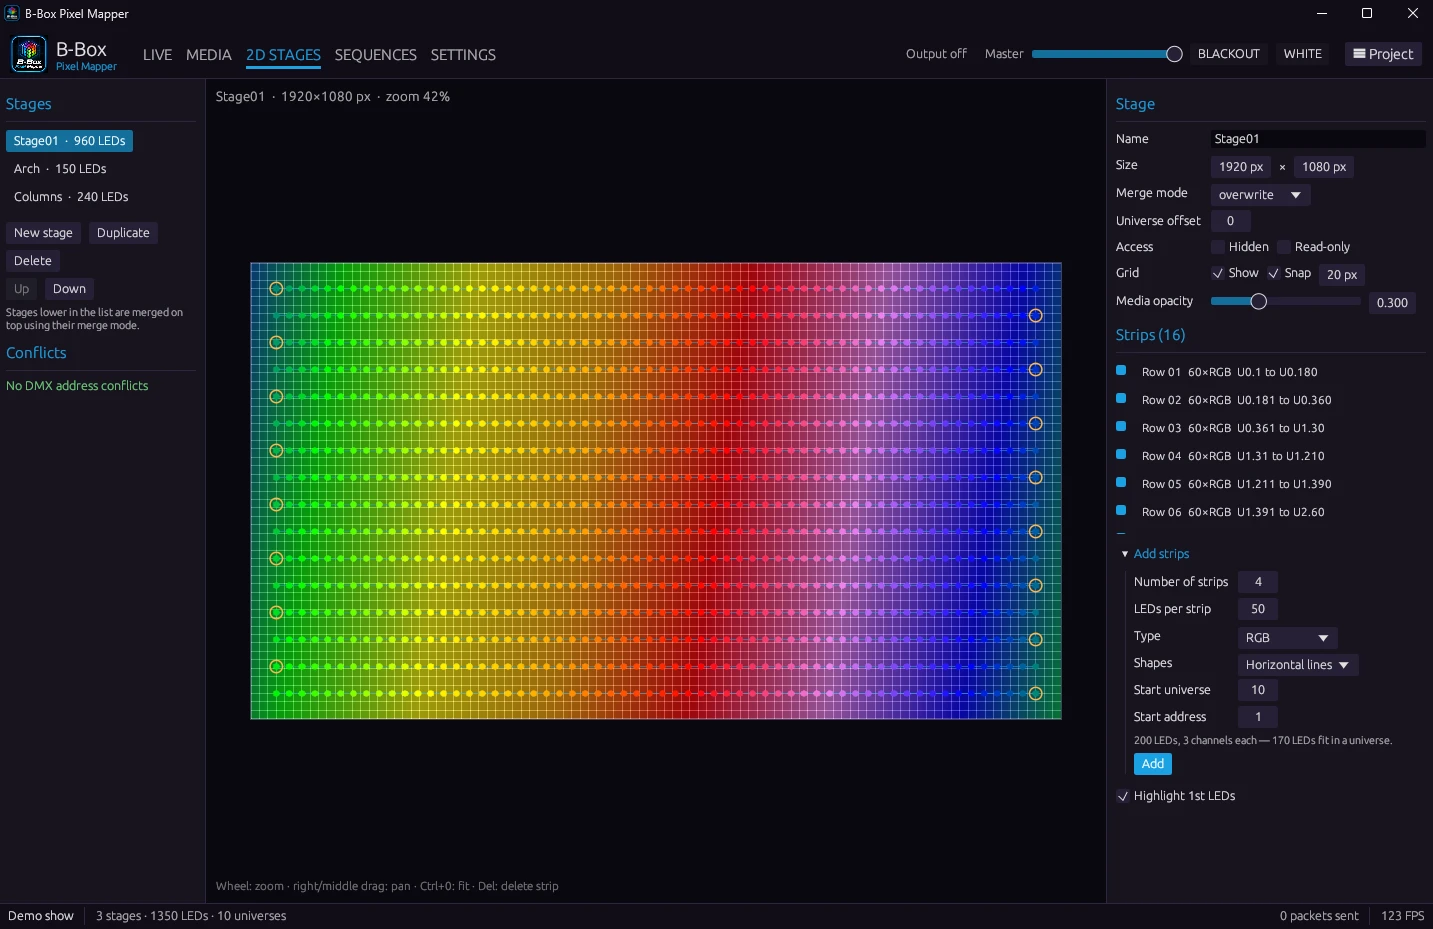 B-Box Pixel Mapper
B-Box
Pixel Mapper
LIVE MEDIA 2D STAGES SEQUENCES SETTINGS
Output off Master BLACKOUT WHITE Project
Stages
Stage01 · 960 LEDs
Arch · 150 LEDs
Columns · 240 LEDs
New stage Duplicate
Delete
Up Down
Stages lower in the list are merged on
top using their merge mode.
Conflicts
No DMX address conflicts
Stage01 · 1920×1080 px · zoom 42%
Wheel: zoom · right/middle drag: pan · Ctrl+0: fit · Del: delete strip
Stage
Name Stage01
Size 1920 px × 1080 px
Merge mode overwrite
Universe offset 0
Access Hidden Read-only
Grid Show Snap 20 px
Media opacity 0.300
Strips (16)
Row 01 60×RGB U0.1 to U0.180
Row 02 60×RGB U0.181 to U0.360
Row 03 60×RGB U0.361 to U1.30
Row 04 60×RGB U1.31 to U1.210
Row 05 60×RGB U1.211 to U1.390
Row 06 60×RGB U1.391 to U2.60
Add strips
Number of strips 4
LEDs per strip 50
Type RGB
Shapes Horizontal lines
Start universe 10
Start address 1
200 LEDs, 3 channels each — 170 LEDs fit in a universe.
Add
Highlight 1st LEDs
Demo show 3 stages · 1350 LEDs · 10 universes
0 packets sent 123 FPS